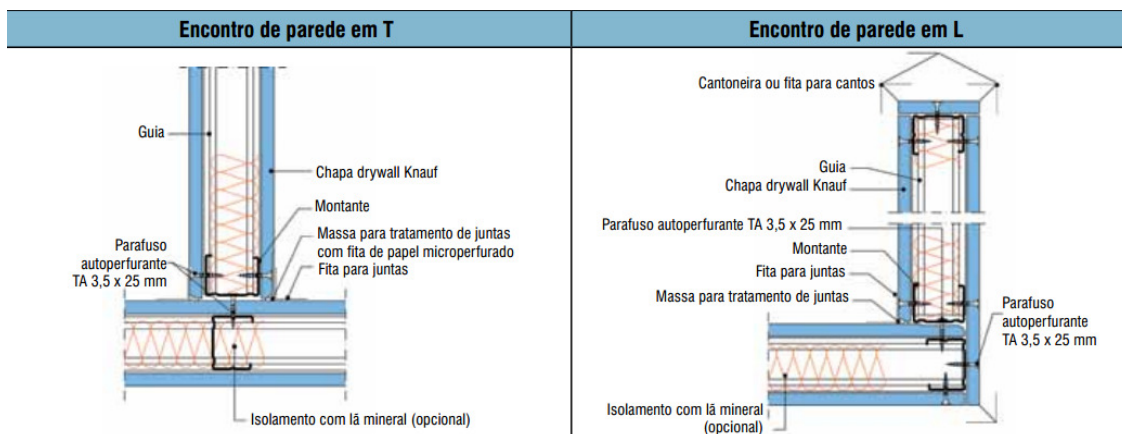 Encontro de parede em T
Guia
Chapa drywall Knauf
Montante
Parafuso
autoperfurante
TA 3,5 x 25 mm
Massa para tratamento de juntas
com fita de papel microperfurado
Fita para juntas
Isolamento com lã mineral (opcional)
Encontro de parede em L
Cantoneira ou fita para cantos
Guia
Chapa drywall Knauf
Parafuso autoperfurante TA 3,5 x 25 mm
Montante
Fita para juntas
Massa para tratamento de juntas
Parafuso
autoperfurante
TA 3,5 x 25 mm
Isolamento com lã mineral
(opcional)